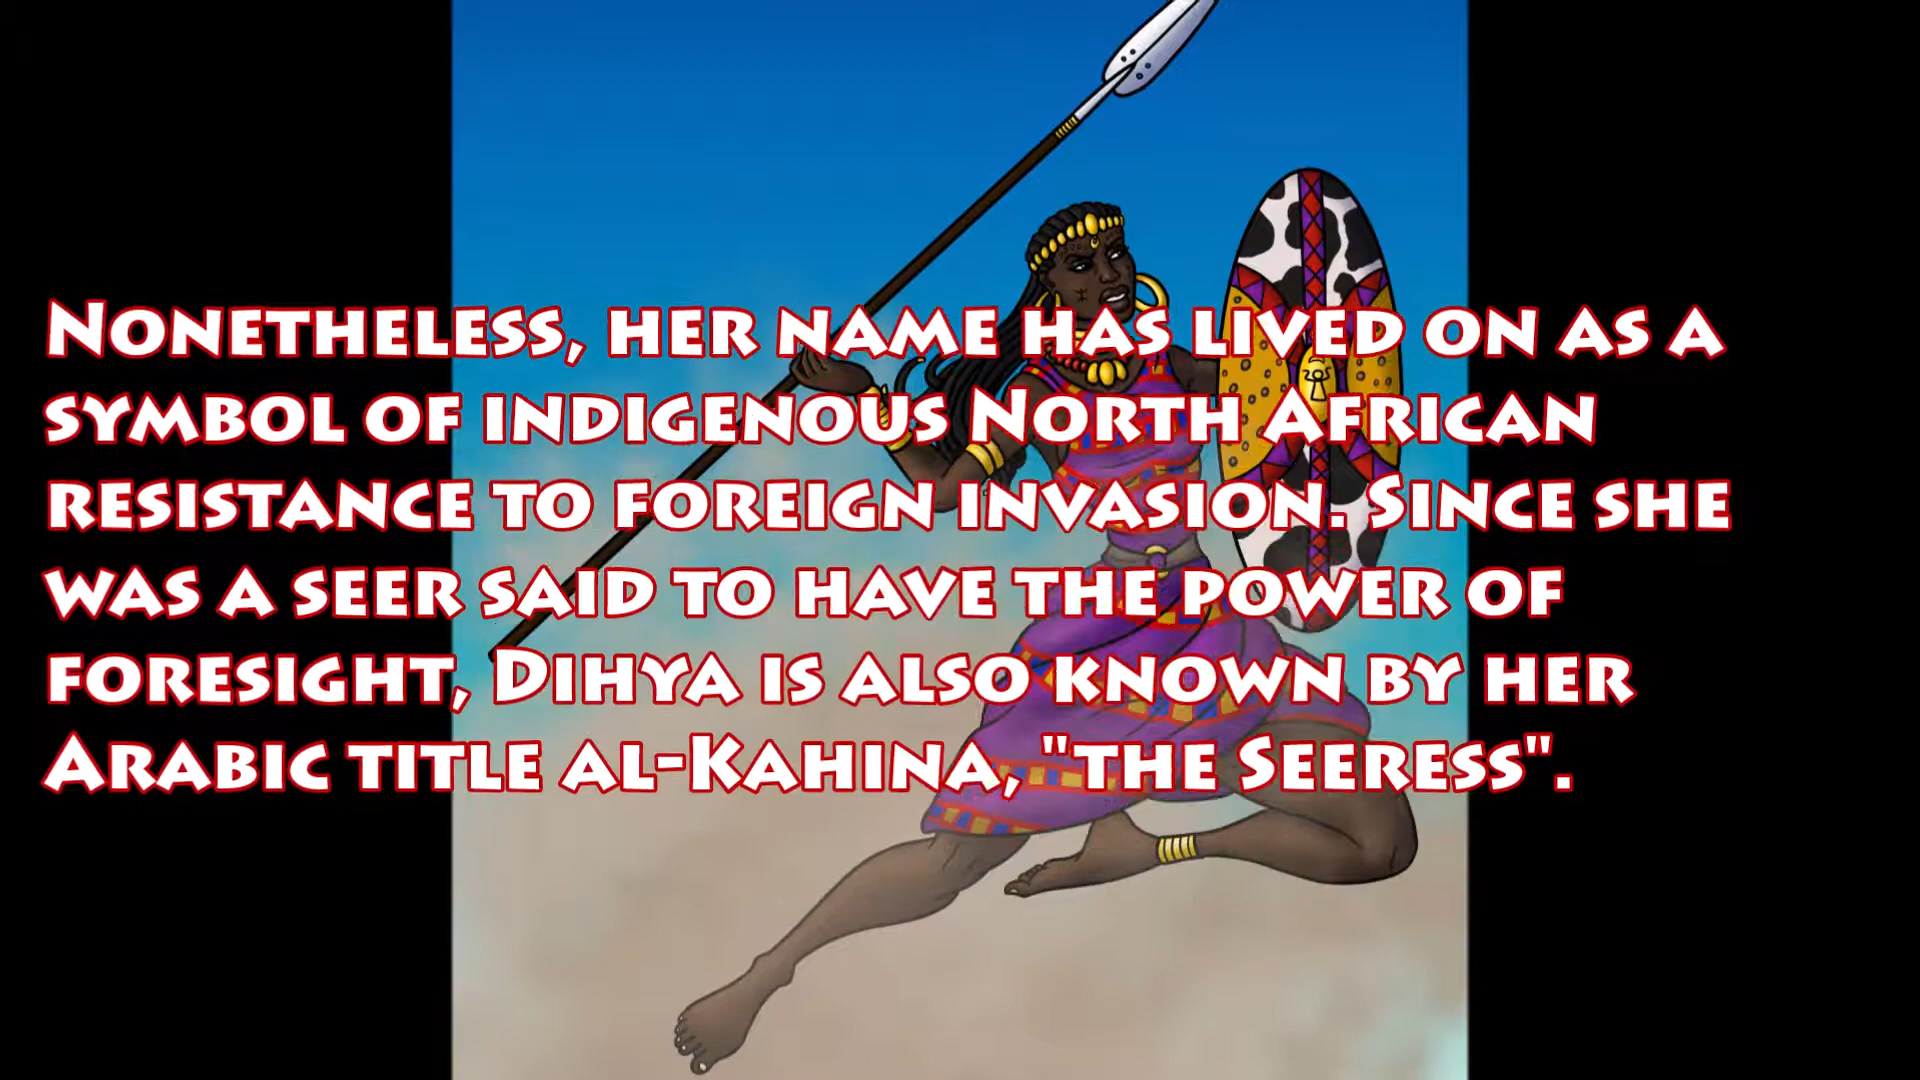 Nonetheless, her name has lived on as a
symbol of indigenous North African
resistance to foreign invasion. Since she
was a seer said to have the power of
foresight, Dihya is also known by her
Arabic title al-Kahina, "the Seeress".